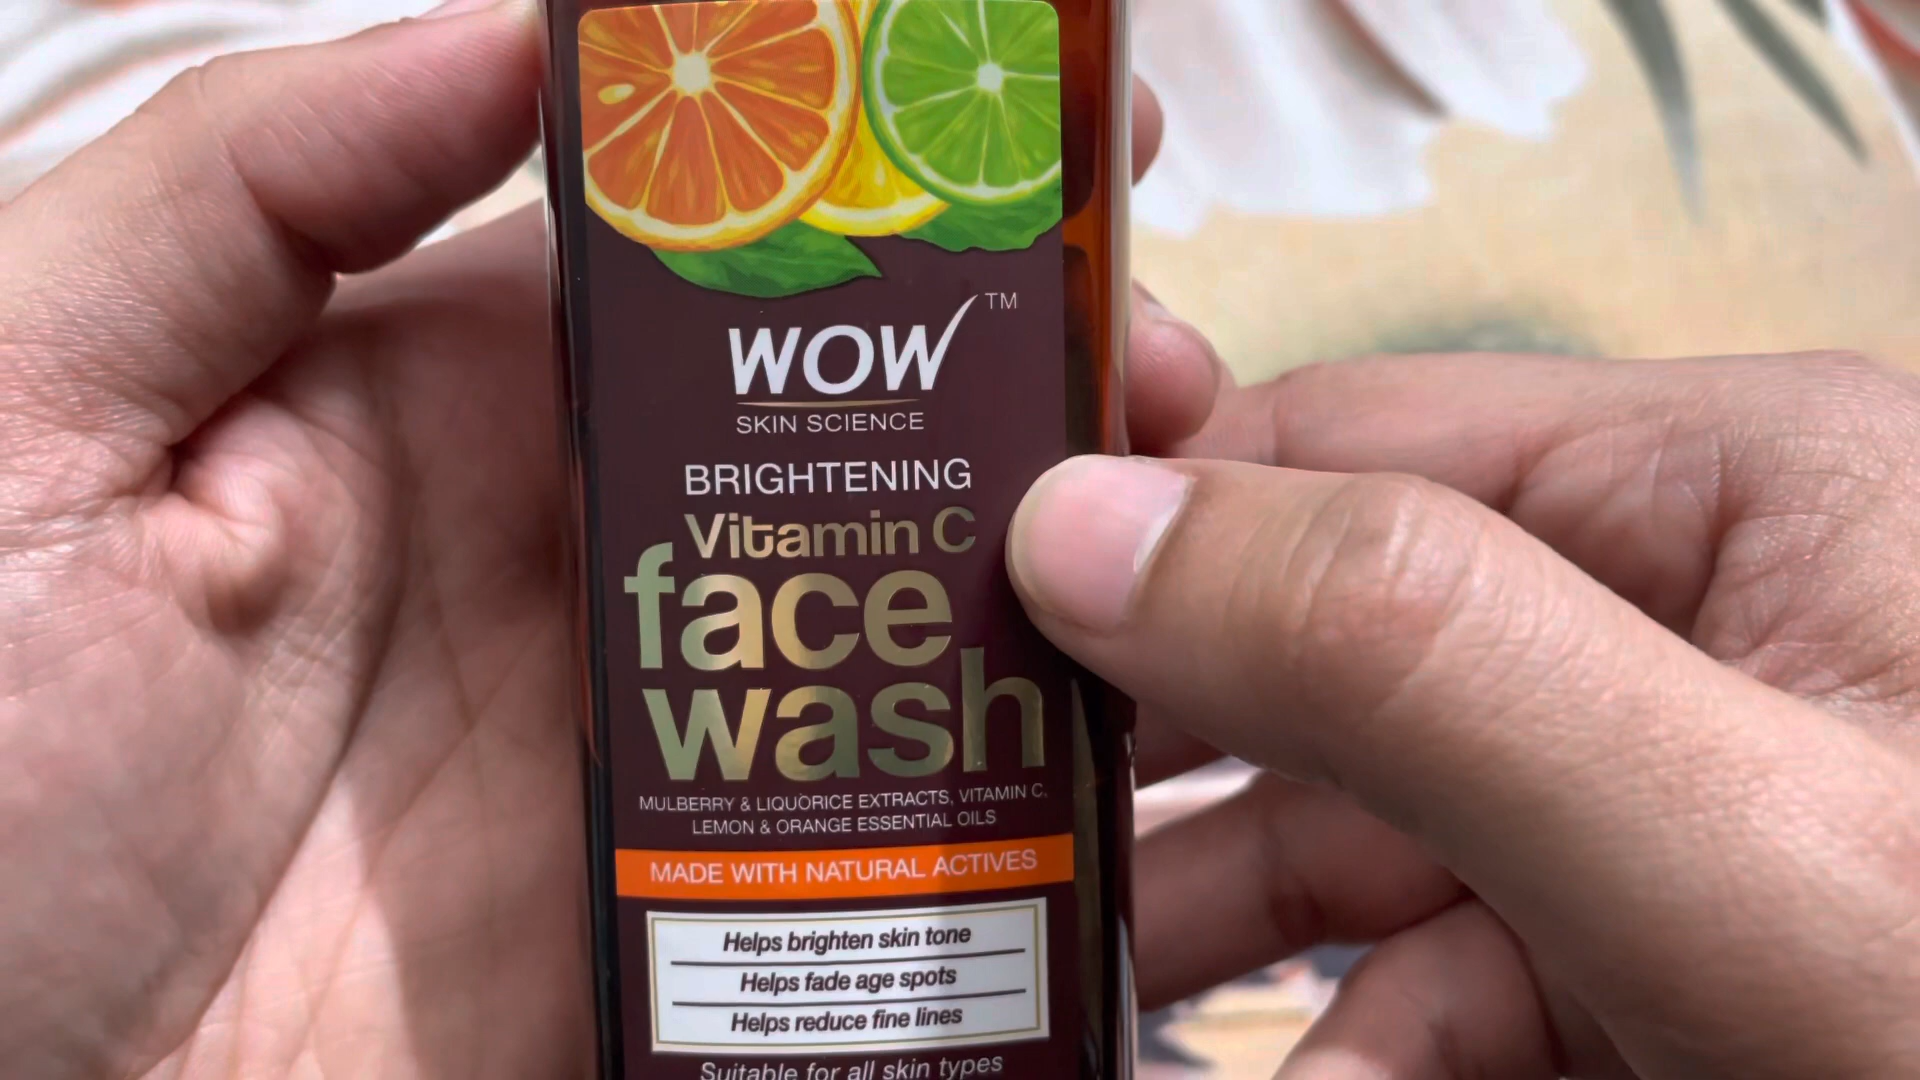 WOW™
SKIN SCIENCE
BRIGHTENING
Vitamin C
face
wash
MULBERRY & LIQUORICE EXTRACTS, VITAMIN C,
LEMON & ORANGE ESSENTIAL OILS
MADE WITH NATURAL ACTIVES
Helps brighten skin tone
Helps fade age spots
Helps reduce fine lines
Suitable for all skin types